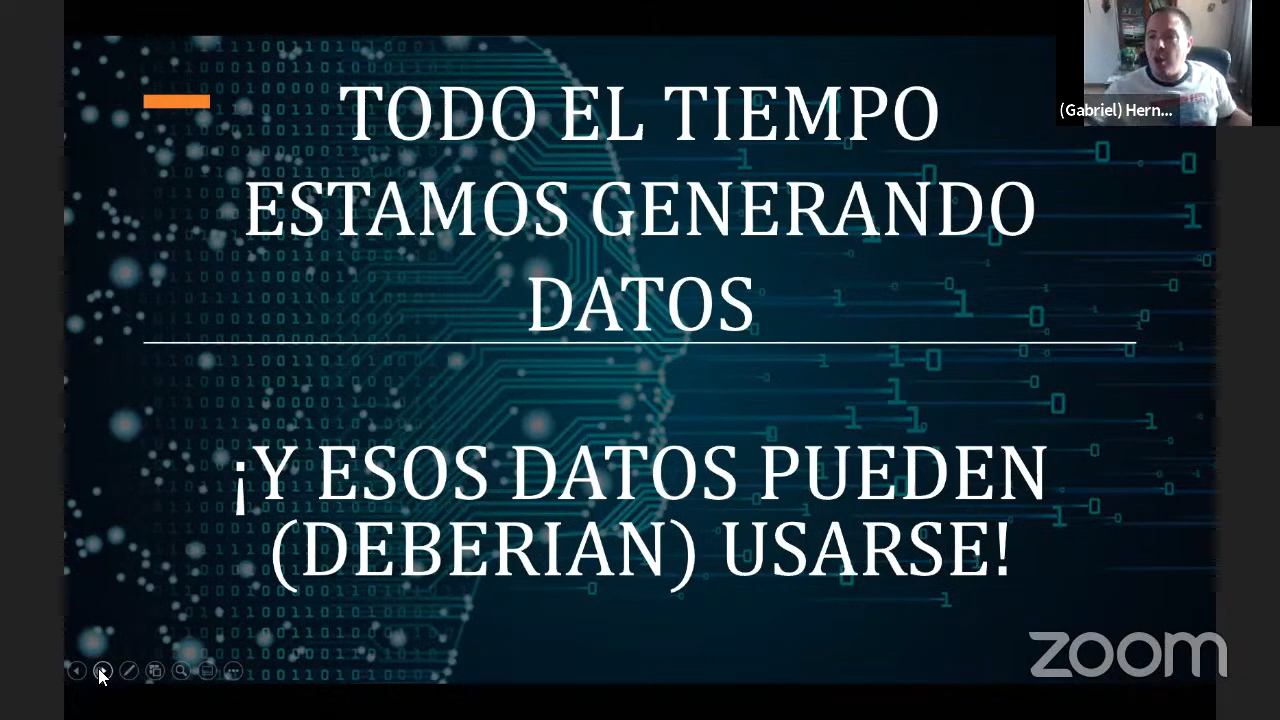 TODO EL TIEMPO
ESTAMOS GENERANDO
DATOS
¡Y ESOS DATOS PUEDEN
(DEBERIAN) USARSE!
(Gabriel) Hern...
zoom